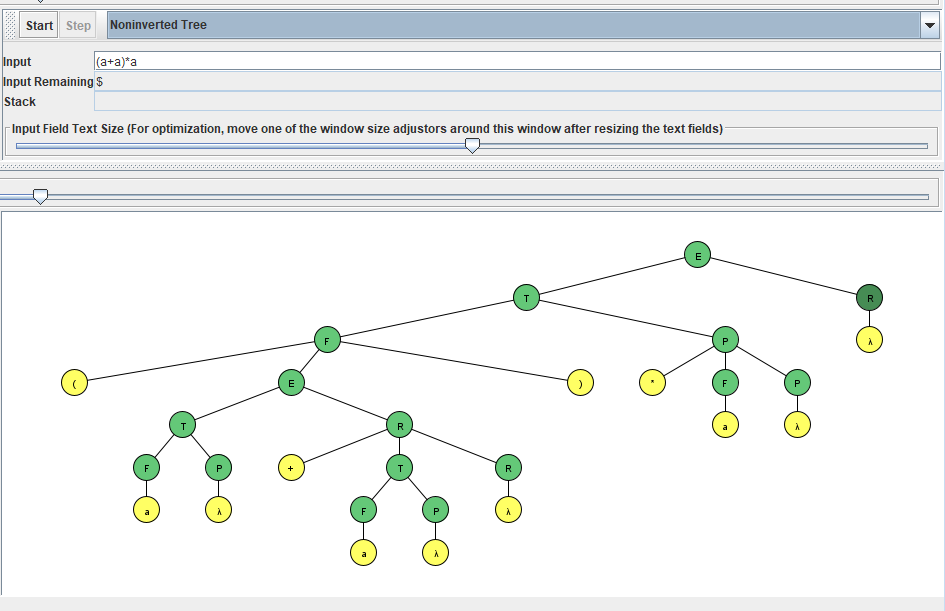 Start Step Noninverted Tree
Input (a+a)*a
Input Remaining $
Stack
Input Field Text Size (For optimization, move one of the window size adjustors around this window after resizing the text fields)
E
T R
F P λ
( E ) * F P
T R a λ
F P + T R
a λ F P λ
a λ